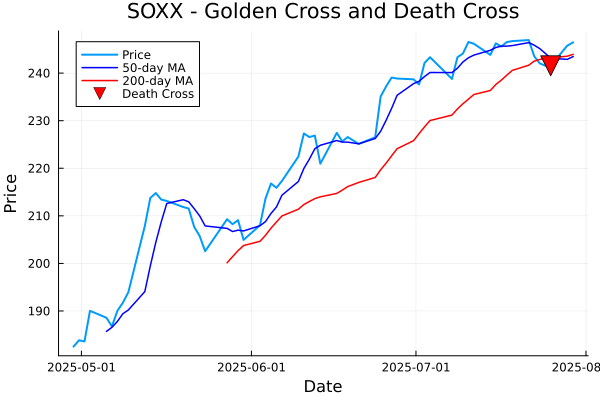 SOXX - Golden Cross and Death Cross
Price
50-day MA
200-day MA
Death Cross
240
230
220
210
200
190
Price
2025-05-01
2025-06-01
2025-07-01
2025-08
Date